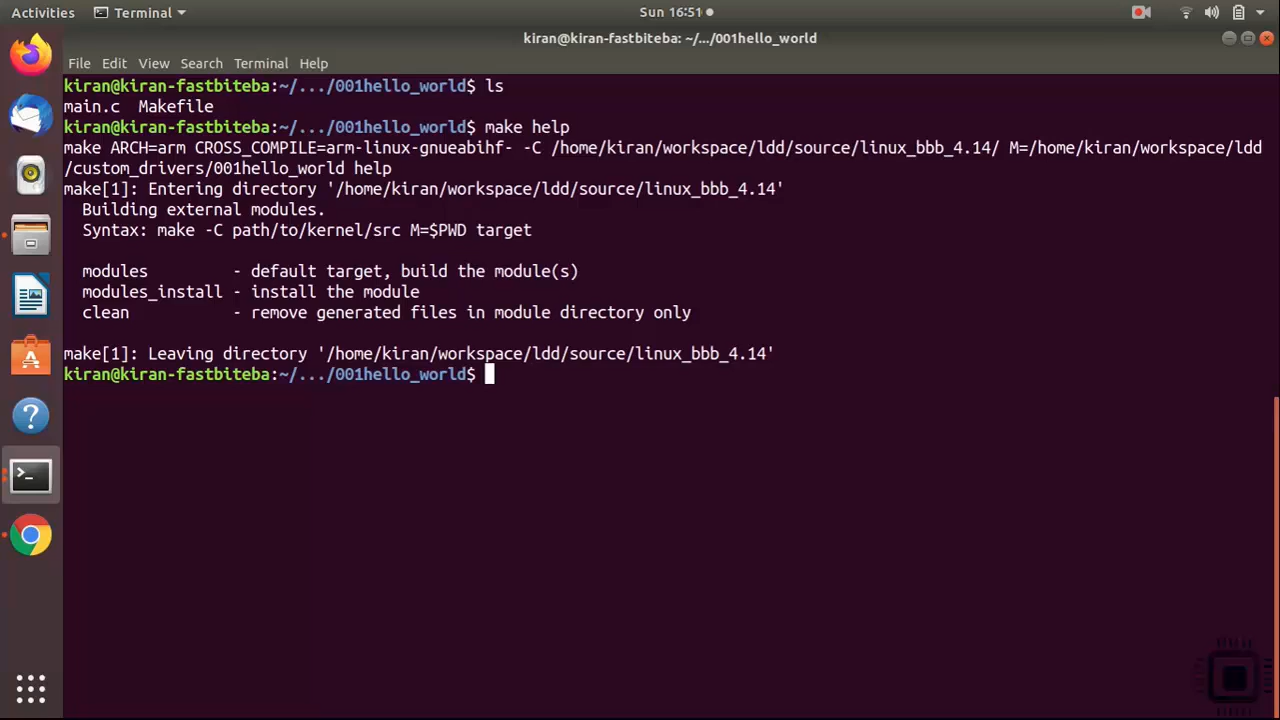 Activities Terminal Sun 16:51
kiran@kiran-fastbiteba: ~/.../001hello_world
File Edit View Search Terminal Help
kiran@kiran-fastbiteba:~/.../001hello_world$ ls
main.c  Makefile
kiran@kiran-fastbiteba:~/.../001hello_world$ make help
make ARCH=arm CROSS_COMPILE=arm-linux-gnueabihf- -C /home/kiran/workspace/ldd/source/linux_bbb_4.14/ M=/home/kiran/workspace/ldd
/custom_drivers/001hello_world help
make[1]: Entering directory '/home/kiran/workspace/ldd/source/linux_bbb_4.14'
  Building external modules.
  Syntax: make -C path/to/kernel/src M=$PWD target
  modules         - default target, build the module(s)
  modules_install - install the module
  clean           - remove generated files in module directory only
make[1]: Leaving directory '/home/kiran/workspace/ldd/source/linux_bbb_4.14'
kiran@kiran-fastbiteba:~/.../001hello_world$